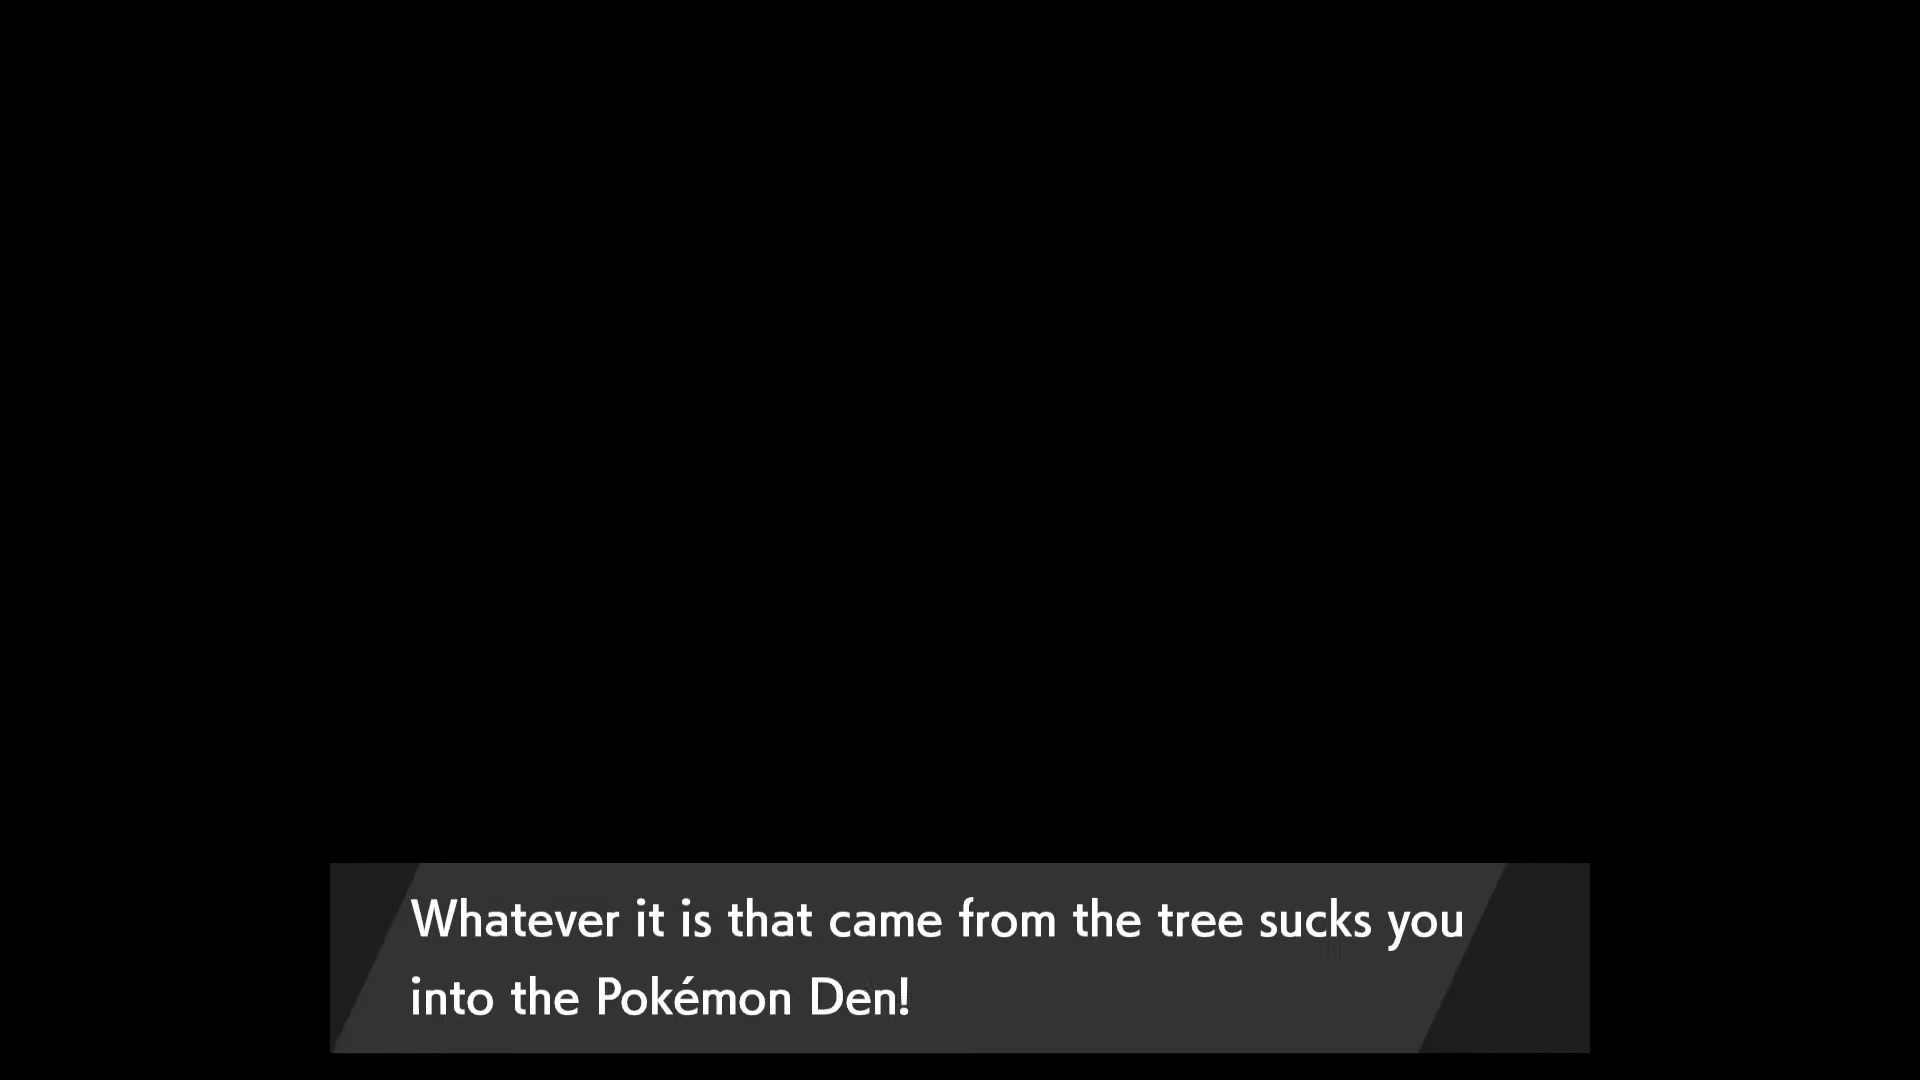 Whatever it is that came from the tree sucks you
into the Pokémon Den!